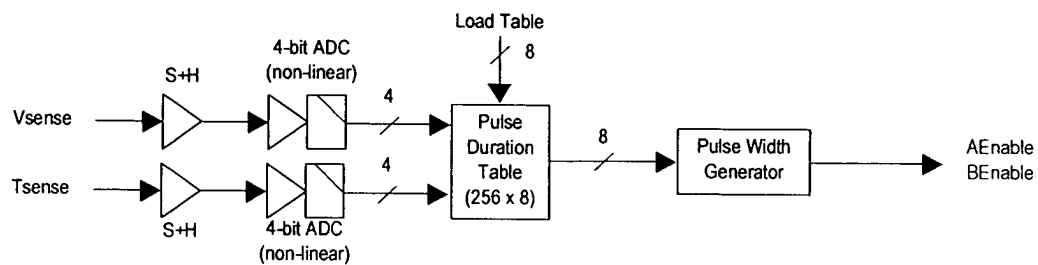 Load Table
8
4-bit ADC
(non-linear)
S+H
4
Vsense
Pulse
Duration
Table
(256 x 8)
8
Pulse Width
Generator
AEnable
BEnable
Tsense
4
S+H
4-bit ADC
(non-linear)